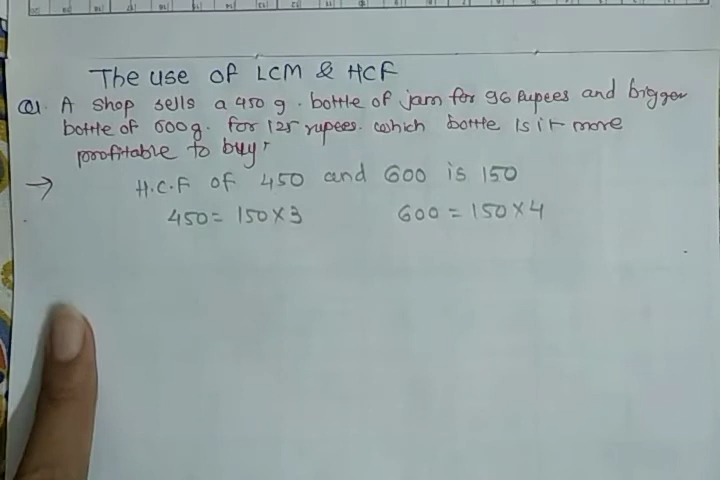 The use of LCM & HCF
Q1. A shop sells a 450 g. bottle of jam for 96 Rupees and bigger
bottle of 600 g. for 125 rupees. which bottle Is it more
profitable to buy?
→ H.C.F of 450 and 600 is 150
450 = 150 × 3 600 = 150 × 4